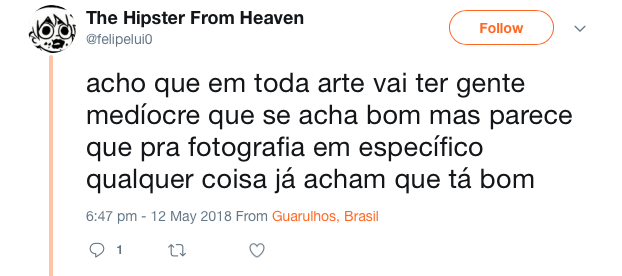 The Hipster From Heaven
@felipelui0
Follow
acho que em toda arte vai ter gente
medíocre que se acha bom mas parece
que pra fotografia em específico
qualquer coisa já acham que tá bom
6:47 pm - 12 May 2018 From Guarulhos, Brasil
1